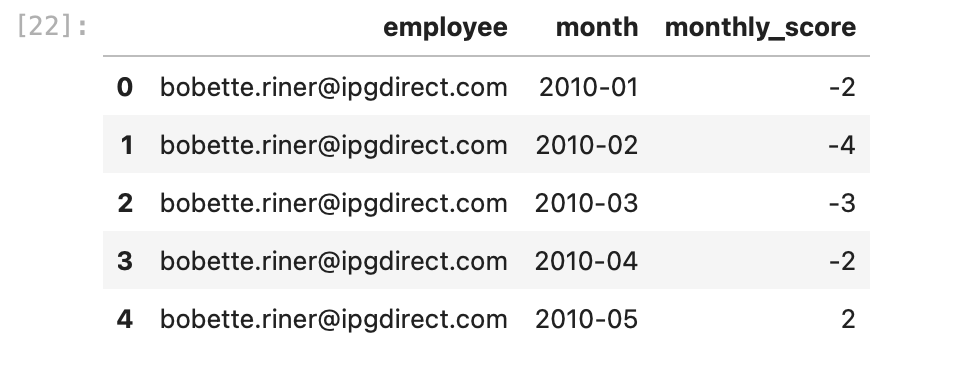 [22]: employee month monthly_score
0 bobette.riner@ipgdirect.com 2010-01 -2
1 bobette.riner@ipgdirect.com 2010-02 -4
2 bobette.riner@ipgdirect.com 2010-03 -3
3 bobette.riner@ipgdirect.com 2010-04 -2
4 bobette.riner@ipgdirect.com 2010-05 2